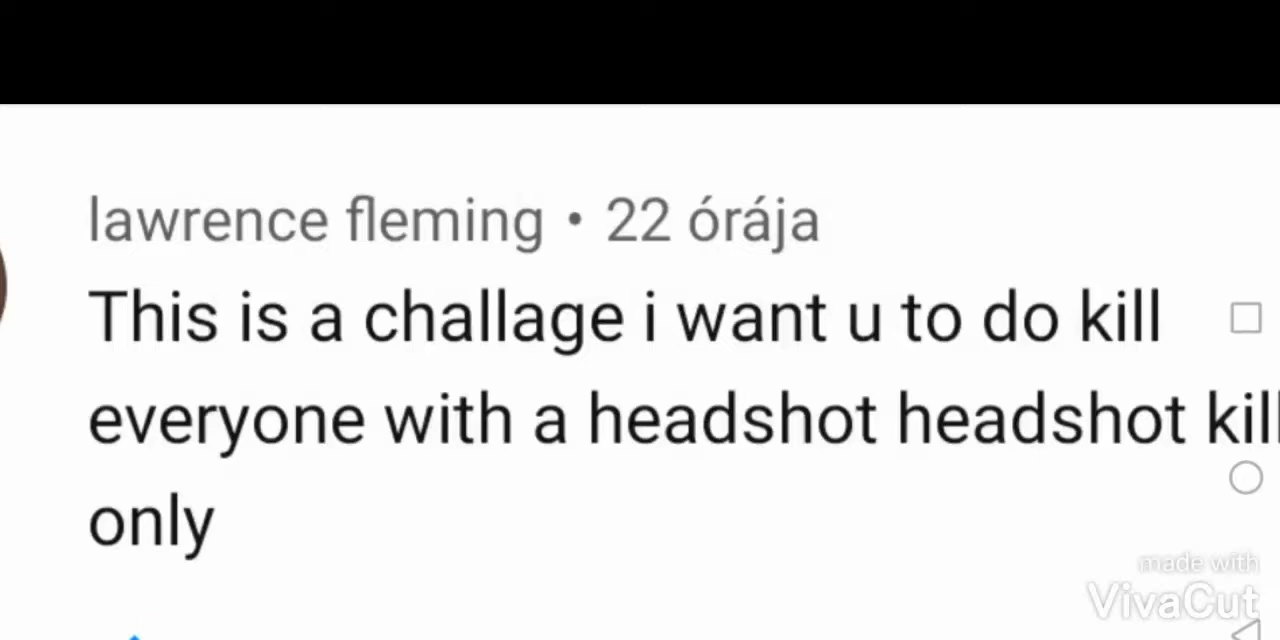 lawrence fleming • 22 órája
This is a challage i want u to do kill
everyone with a headshot headshot kill
only
made with
VivaCut